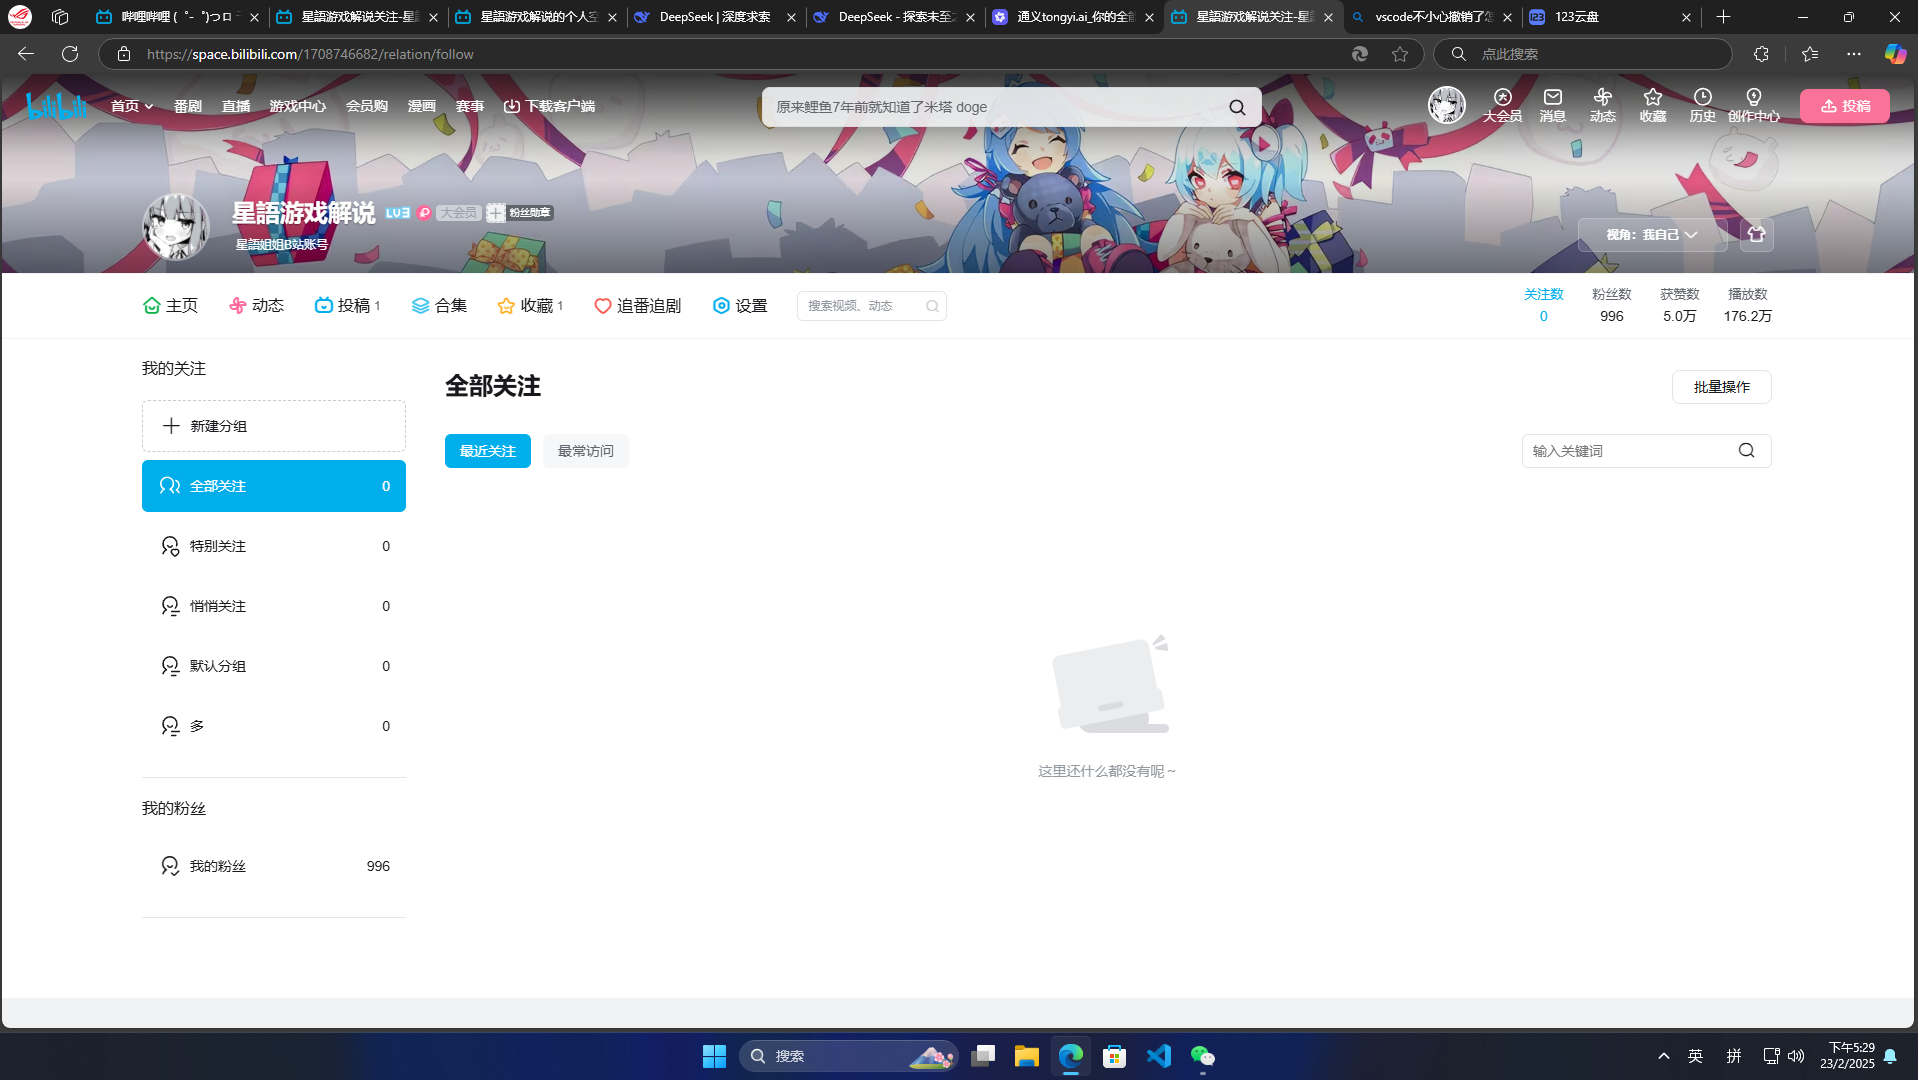 哔哩哔哩 (゜-゜)つロ 干
星語游戏解说关注-星語
星語游戏解说的个人空
DeepSeek | 深度求索
DeepSeek - 探索未至之
通义tongyi.ai_你的全能
星語游戏解说关注-星語
vscode不小心撤销了怎
123云盘
https://space.bilibili.com/1708746682/relation/follow
点此搜索
bilibili
首页
番剧
直播
游戏中心
会员购
漫画
赛事
下载客户端
原来鲤鱼7年前就知道了米塔 doge
大会员
消息
动态
收藏
历史
创作中心
投稿
星語游戏解说
LV3
大会员
粉丝勋章
星語姐姐B站账号
视角：我自己
主页
动态
投稿 1
合集
收藏 1
追番追剧
设置
搜索视频、动态
关注数
0
粉丝数
996
获赞数
5.0万
播放数
176.2万
我的关注
新建分组
全部关注 0
特别关注 0
悄悄关注 0
默认分组 0
多 0
我的粉丝
我的粉丝 996
全部关注
批量操作
最近关注
最常访问
输入关键词
这里还什么都没有呢~
搜索
英
拼
下午5:29
23/2/2025